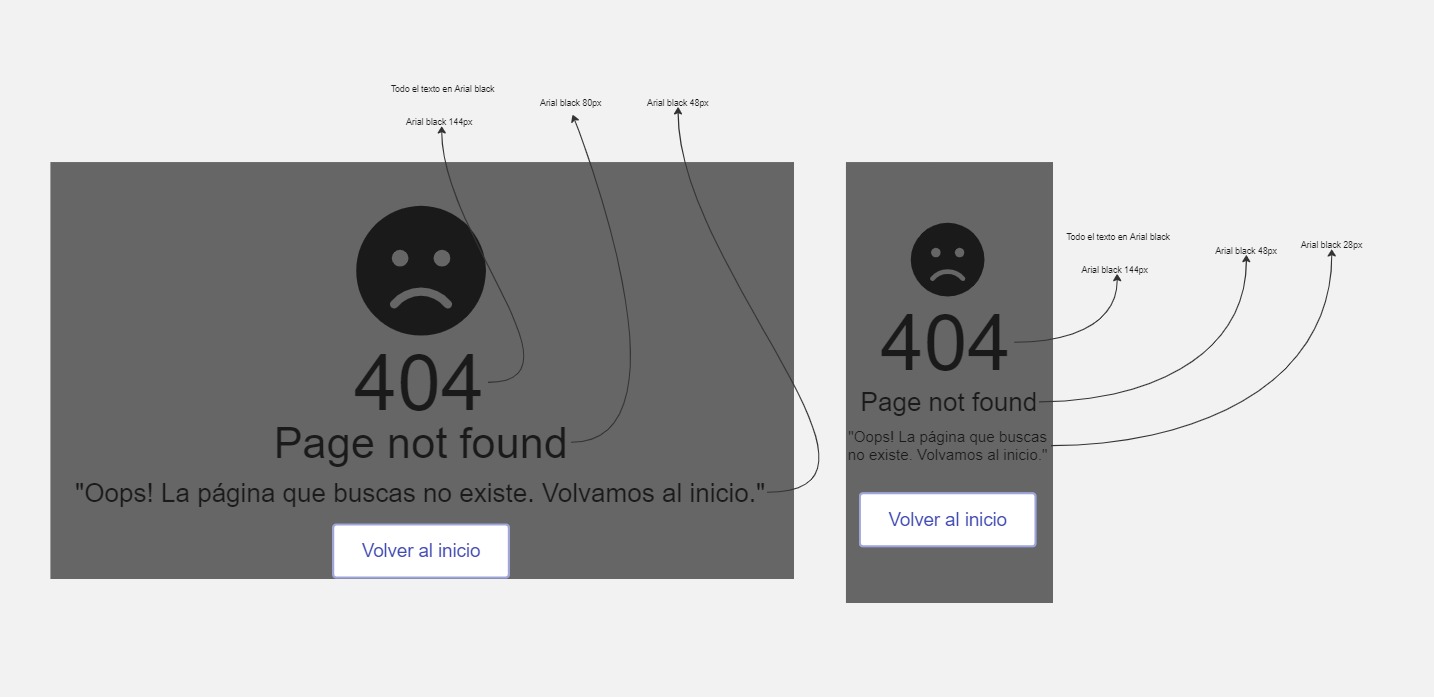 Todo el texto en Arial black
Arial black 80px
Arial black 48px
Arial black 144px
404
Page not found
"Oops! La página que buscas no existe. Volvamos al inicio."
Volver al inicio
Todo el texto en Arial black
Arial black 48px
Arial black 28px
Arial black 144px
404
Page not found
"Oops! La página que buscas
no existe. Volvamos al inicio."
Volver al inicio